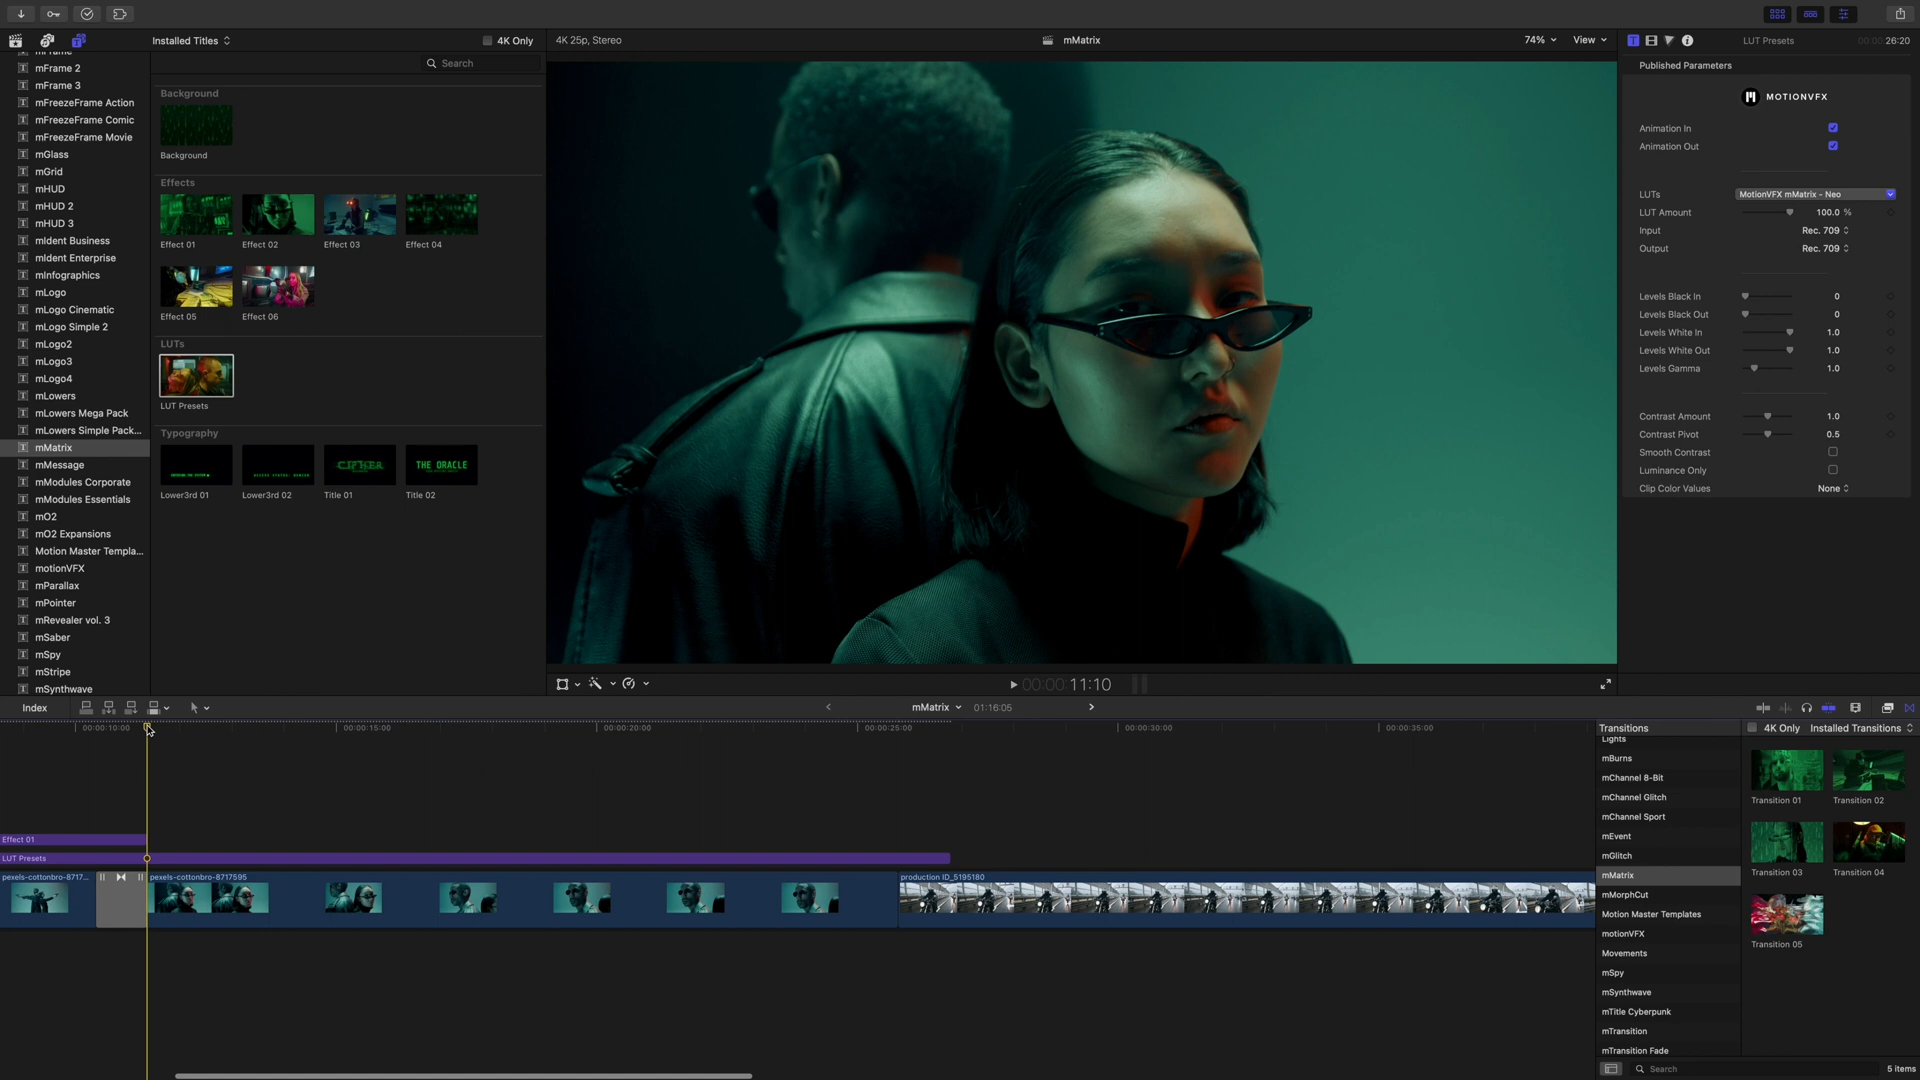 Installed Titles
4K Only
4K 25p, Stereo
mMatrix
74%
View
LUT Presets
00:00:26:20
Search
Published Parameters
mFrame
mFrame 2
mFrame 3
mFreezeFrame Action
mFreezeFrame Comic
mFreezeFrame Movie
mGlass
mGrid
mHUD
mHUD 2
mHUD 3
mIdent Business
mIdent Enterprise
mInfographics
mLogo
mLogo Cinematic
mLogo Simple 2
mLogo2
mLogo3
mLogo4
mLowers
mLowers Mega Pack
mLowers Simple Pack...
mMatrix
mMessage
mModules Corporate
mModules Essentials
mO2
mO2 Expansions
Motion Master Templa...
motionVFX
mParallax
mPointer
mRevealer vol. 3
mSaber
mSpy
mStripe
mSynthwave
Background
Background
Effects
Effect 01
Effect 02
Effect 03
Effect 04
Effect 05
Effect 06
LUTs
LUT Presets
Typography
CIPHER
THE ORACLE
Lower3rd 01
Lower3rd 02
Title 01
Title 02
MOTIONVFX
Animation In
Animation Out
LUTs
MotionVFX mMatrix - Neo
LUT Amount
100.0 %
Input
Rec. 709
Output
Rec. 709
Levels Black In
0
Levels Black Out
0
Levels White In
1.0
Levels White Out
1.0
Levels Gamma
1.0
Contrast Amount
1.0
Contrast Pivot
0.5
Smooth Contrast
Luminance Only
Clip Color Values
None
00:00:11:10
Index
mMatrix
01:16:05
00:00:10:00
00:00:15:00
00:00:20:00
00:00:25:00
00:00:30:00
00:00:35:00
Effect 01
LUT Presets
pexels-cottonbro-8717...
pexels-cottonbro-8717595
production ID_5195180
Transitions
4K Only
Installed Transitions
Lights
mBurns
mChannel 8-Bit
mChannel Glitch
mChannel Sport
mEvent
mGlitch
mMatrix
mMorphCut
Motion Master Templates
motionVFX
Movements
mSpy
mSynthwave
mTitle Cyberpunk
mTransition
mTransition Fade
Transition 01
Transition 02
Transition 03
Transition 04
Transition 05
Search
5 items